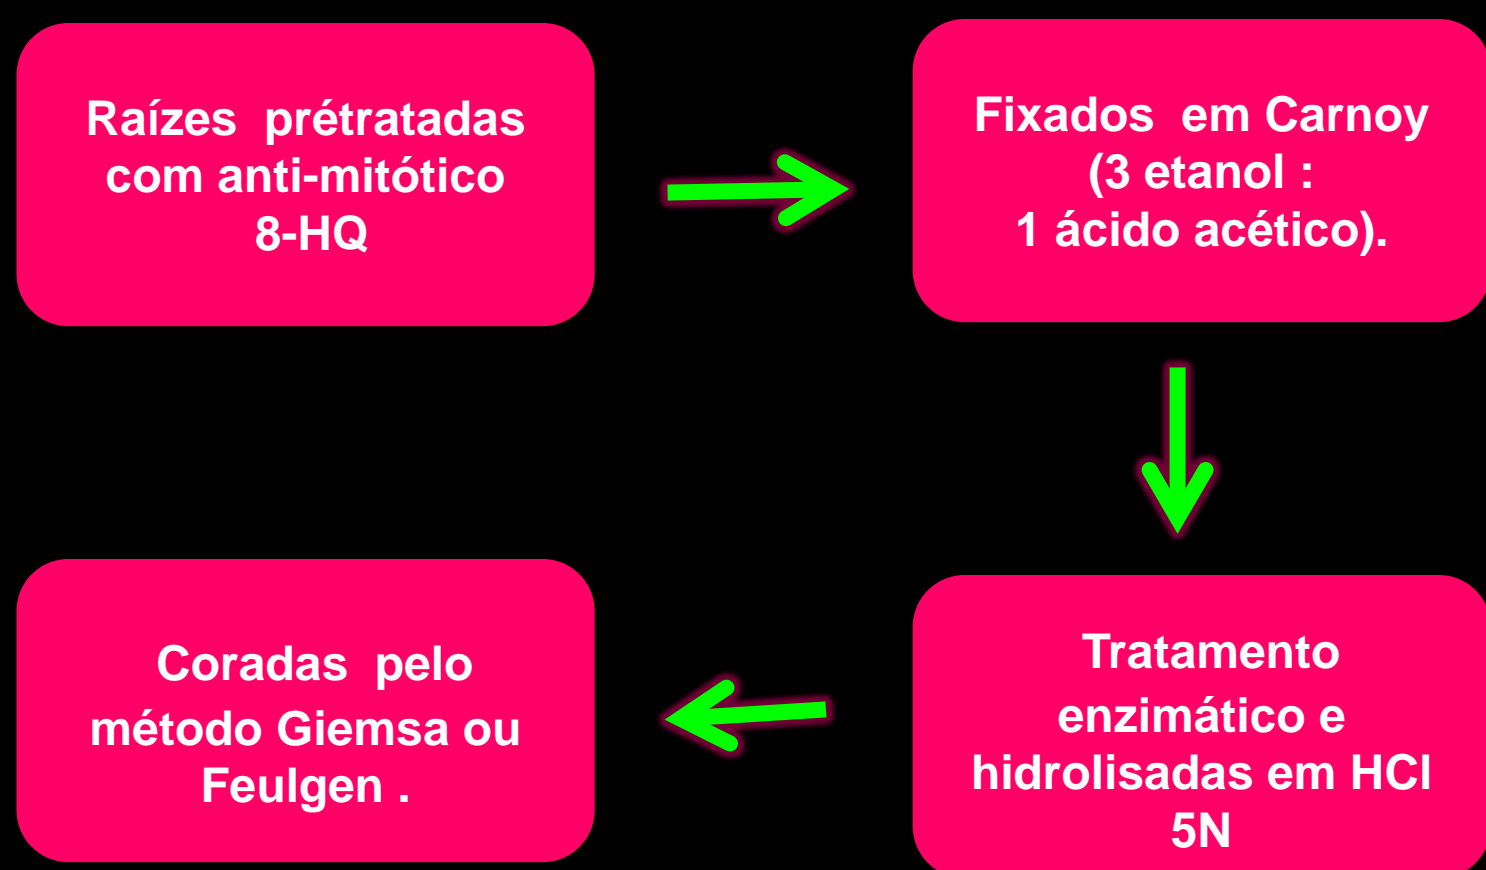 Raízes  prétratadas
com anti-mitótico
8-HQ
Fixados  em Carnoy
(3 etanol :
1 ácido acético).
Tratamento
enzimático e
hidrolisadas em HCl
5N
Coradas  pelo
método Giemsa ou
Feulgen .